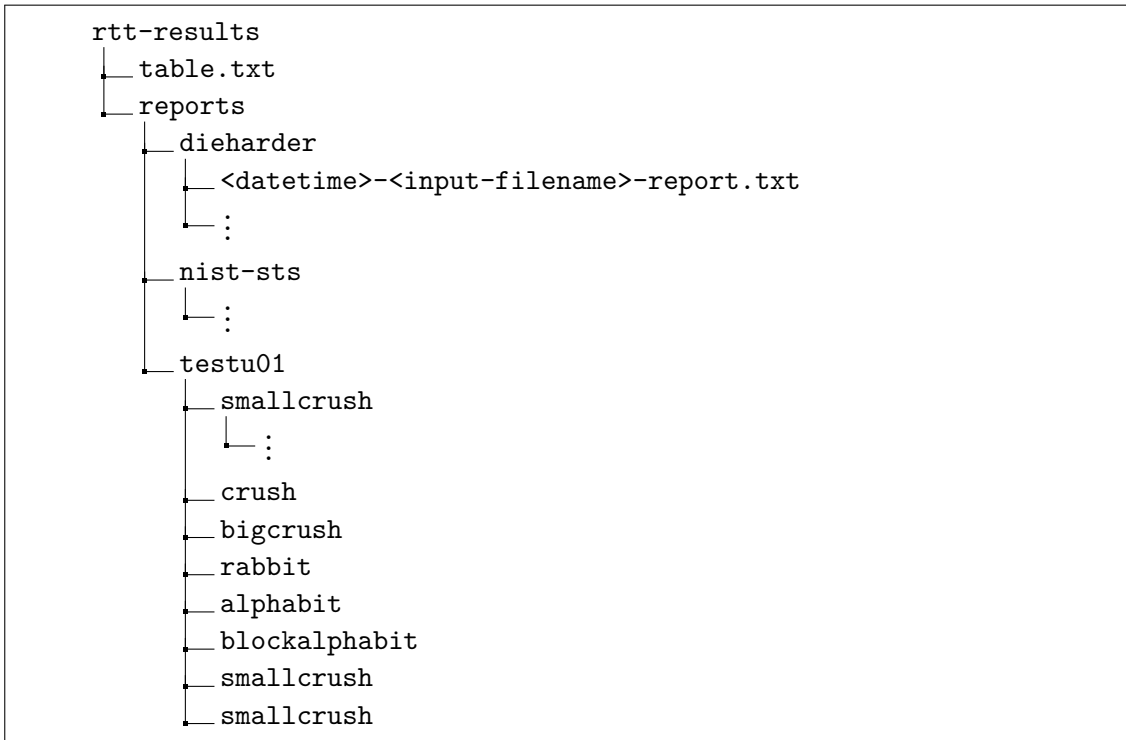 rtt-results
table.txt
reports
dieharder
<datetime>-<input-filename>-report.txt
⋮
nist-sts
⋮
testu01
smallcrush
⋮
crush
bigcrush
rabbit
alphabit
blockalphabit
smallcrush
smallcrush